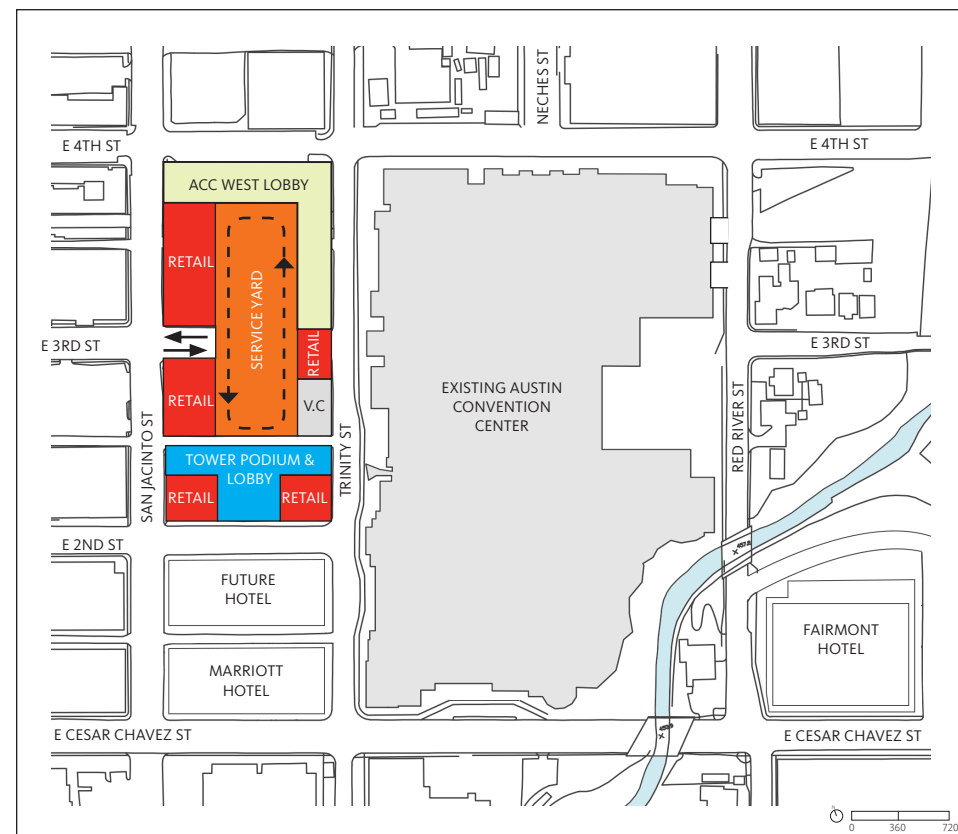 NECHES ST
E 4TH ST
E 4TH ST
ACC WEST LOBBY
RETAIL
SERVICE YARD
E 3RD ST
RETAIL
E 3RD ST
RETAIL
V.C
EXISTING AUSTIN
CONVENTION
CENTER
SAN JACINTO ST
TRINITY ST
RED RIVER ST
TOWER PODIUM &
LOBBY
RETAIL
RETAIL
E 2ND ST
FUTURE
HOTEL
MARRIOTT
HOTEL
FAIRMONT
HOTEL
E CESAR CHAVEZ ST
E CESAR CHAVEZ ST
N
0 360 720